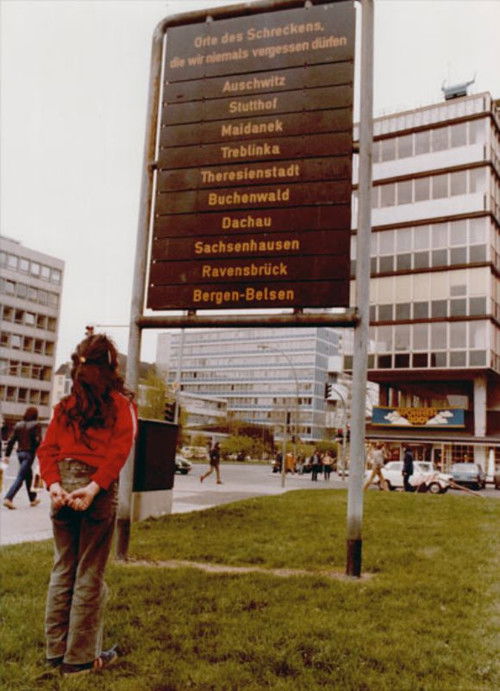 Orte des Schreckens,
die wir niemals vergessen dürfen
Auschwitz
Stutthof
Maidanek
Treblinka
Theresienstadt
Buchenwald
Dachau
Sachsenhausen
Ravensbrück
Bergen-Belsen